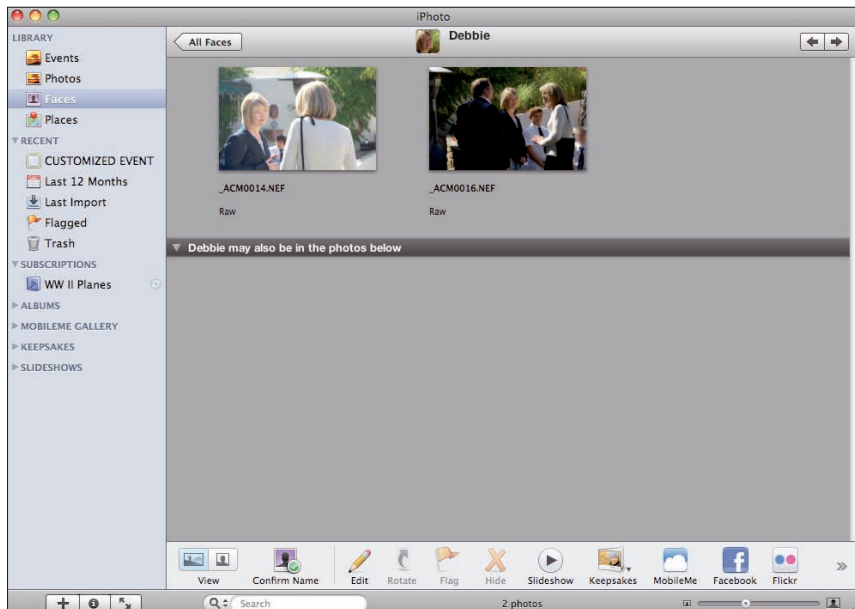 iPhoto
LIBRARY
Events
Photos
Faces
Places
RECENT
CUSTOMIZED EVENT
Last 12 Months
Last Import
Flagged
Trash
SUBSCRIPTIONS
WW II Planes
ALBUMS
MOBILEME GALLERY
KEEPSAKES
SLIDESHOWS
All Faces
Debbie
_ACM0014.NEF
Raw
_ACM0016.NEF
Raw
Debbie may also be in the photos below
View
Confirm Name
Edit
Rotate
Flag
Hide
Slideshow
Keepsakes
MobileMe
Facebook
Flickr
Search
2 photos